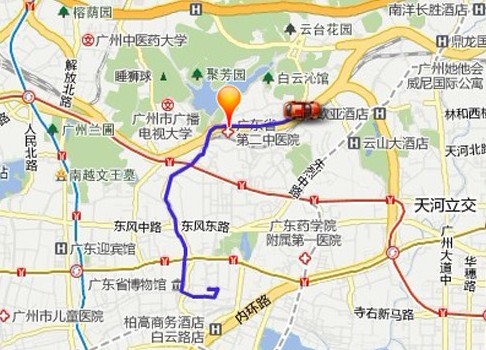 榕荫园
南洋长胜酒店
云台花园
广州中医药大学
鼎龙
国
解放北路
聚芳园
睡狮球
白云沁馆
广州她他会
威尼国际公寓
广州市广播
电视大学
欧亚酒店
林和西
广东省
第二中医院
人民北路
广州兰圃
云山大酒店
天河北
站
南越文王墓
天河立交
东风中路
东风东路
广东药学院
附属第一医院
广州大道中
广东迎宾馆
华穗路
广东省博物馆
内环路
寺右新马路
广州市儿童医院
柏高商务酒店
白云路店